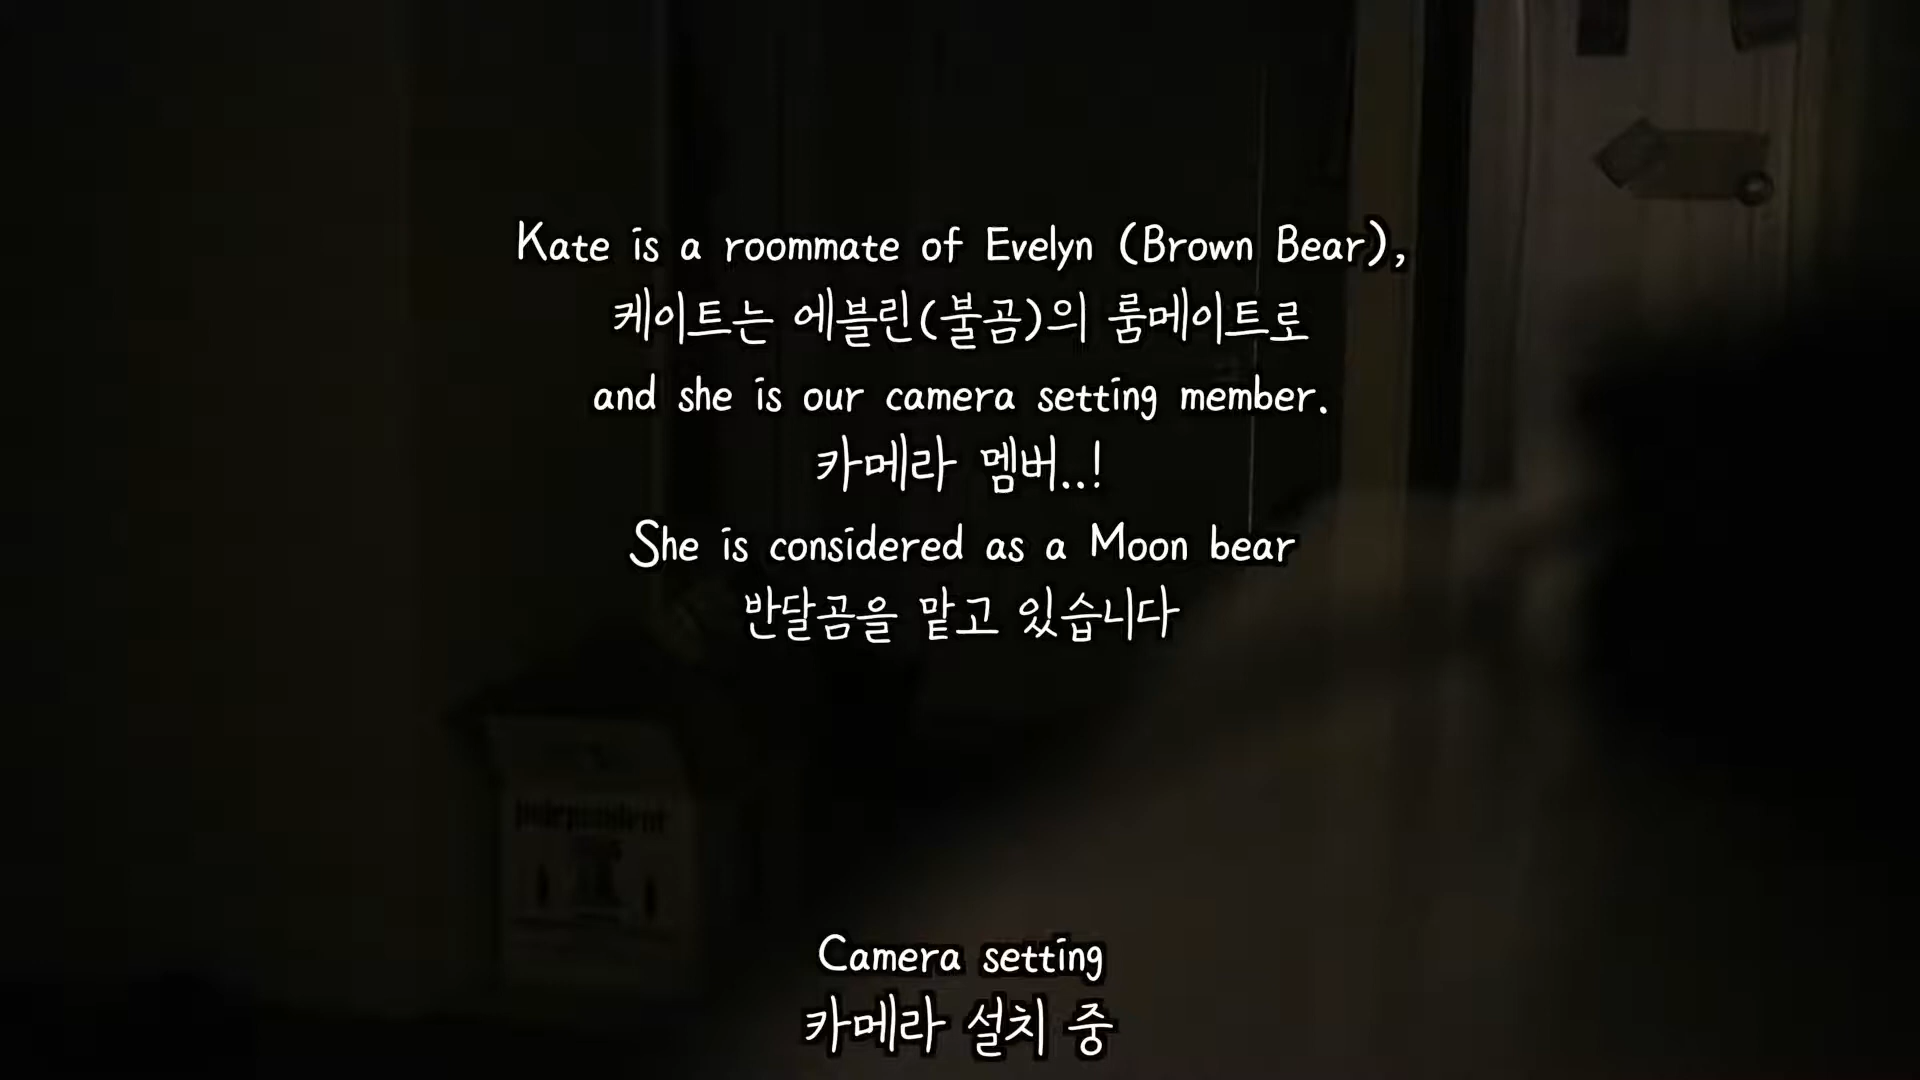 Kate is a roommate of Evelyn (Brown Bear),
케이트는 에블린(불곰)의 룸메이트로
and she is our camera setting member.
카메라 멤버..!
She is considered as a Moon bear
반달곰을 맡고 있습니다
Independent
Camera setting
카메라 설치 중